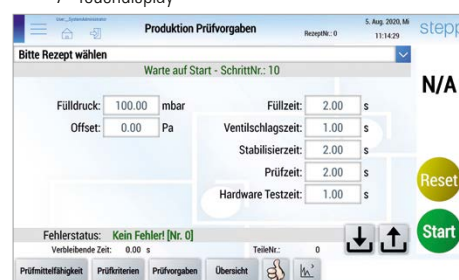 7 Touchdisplay
User: _SystemAdministrator
Produktion Prüfvorgaben
RezeptNr.: 0
5. Aug. 2020, Mi
11:14:29
stepp
Bitte Rezept wählen
Warte auf Start - SchrittNr.: 10
N/A
Fülldruck: 100.00 mbar Füllzeit: 2.00 s
Offset: 0.00 Pa Ventilschlagszeit: 1.00 s
Stabilisierzeit: 2.00 s
Prüfzeit: 2.00 s
Hardware Testzeit: 1.00 s
Reset
Start
Fehlerstatus: Kein Fehler! [Nr. 0]
Verbleibende Zeit: 0.00 s TeileNr.: 0
Prüfmittelfähigkeit Prüfkriterien Prüfvorgaben Übersicht